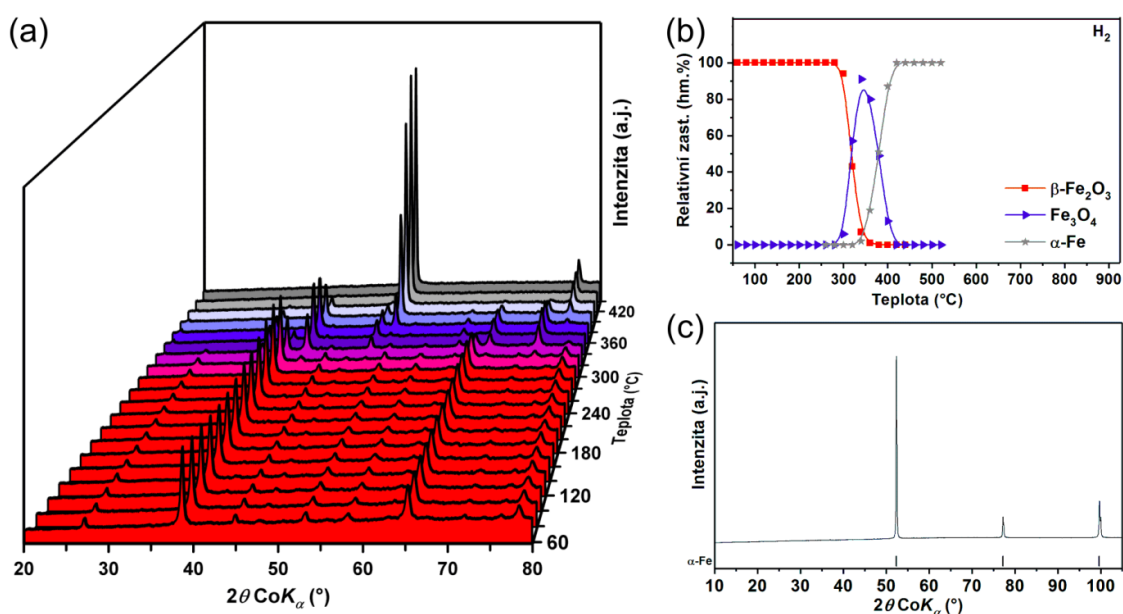 (a)
Intenzita (a.j.)
420
360
300
240
180
120
60
Teplota (°C)
20 30 40 50 60 70 80
2θ CoKα (°)
(b)
H2
Relativní zast. (hm.%)
100
80
60
40
20
0
β-Fe2O3
Fe3O4
α-Fe
100 200 300 400 500 600 700 800 900
Teplota (°C)
(c)
Intenzita (a.j.)
α-Fe
10 20 30 40 50 60 70 80 90 100
2θ CoKα (°)